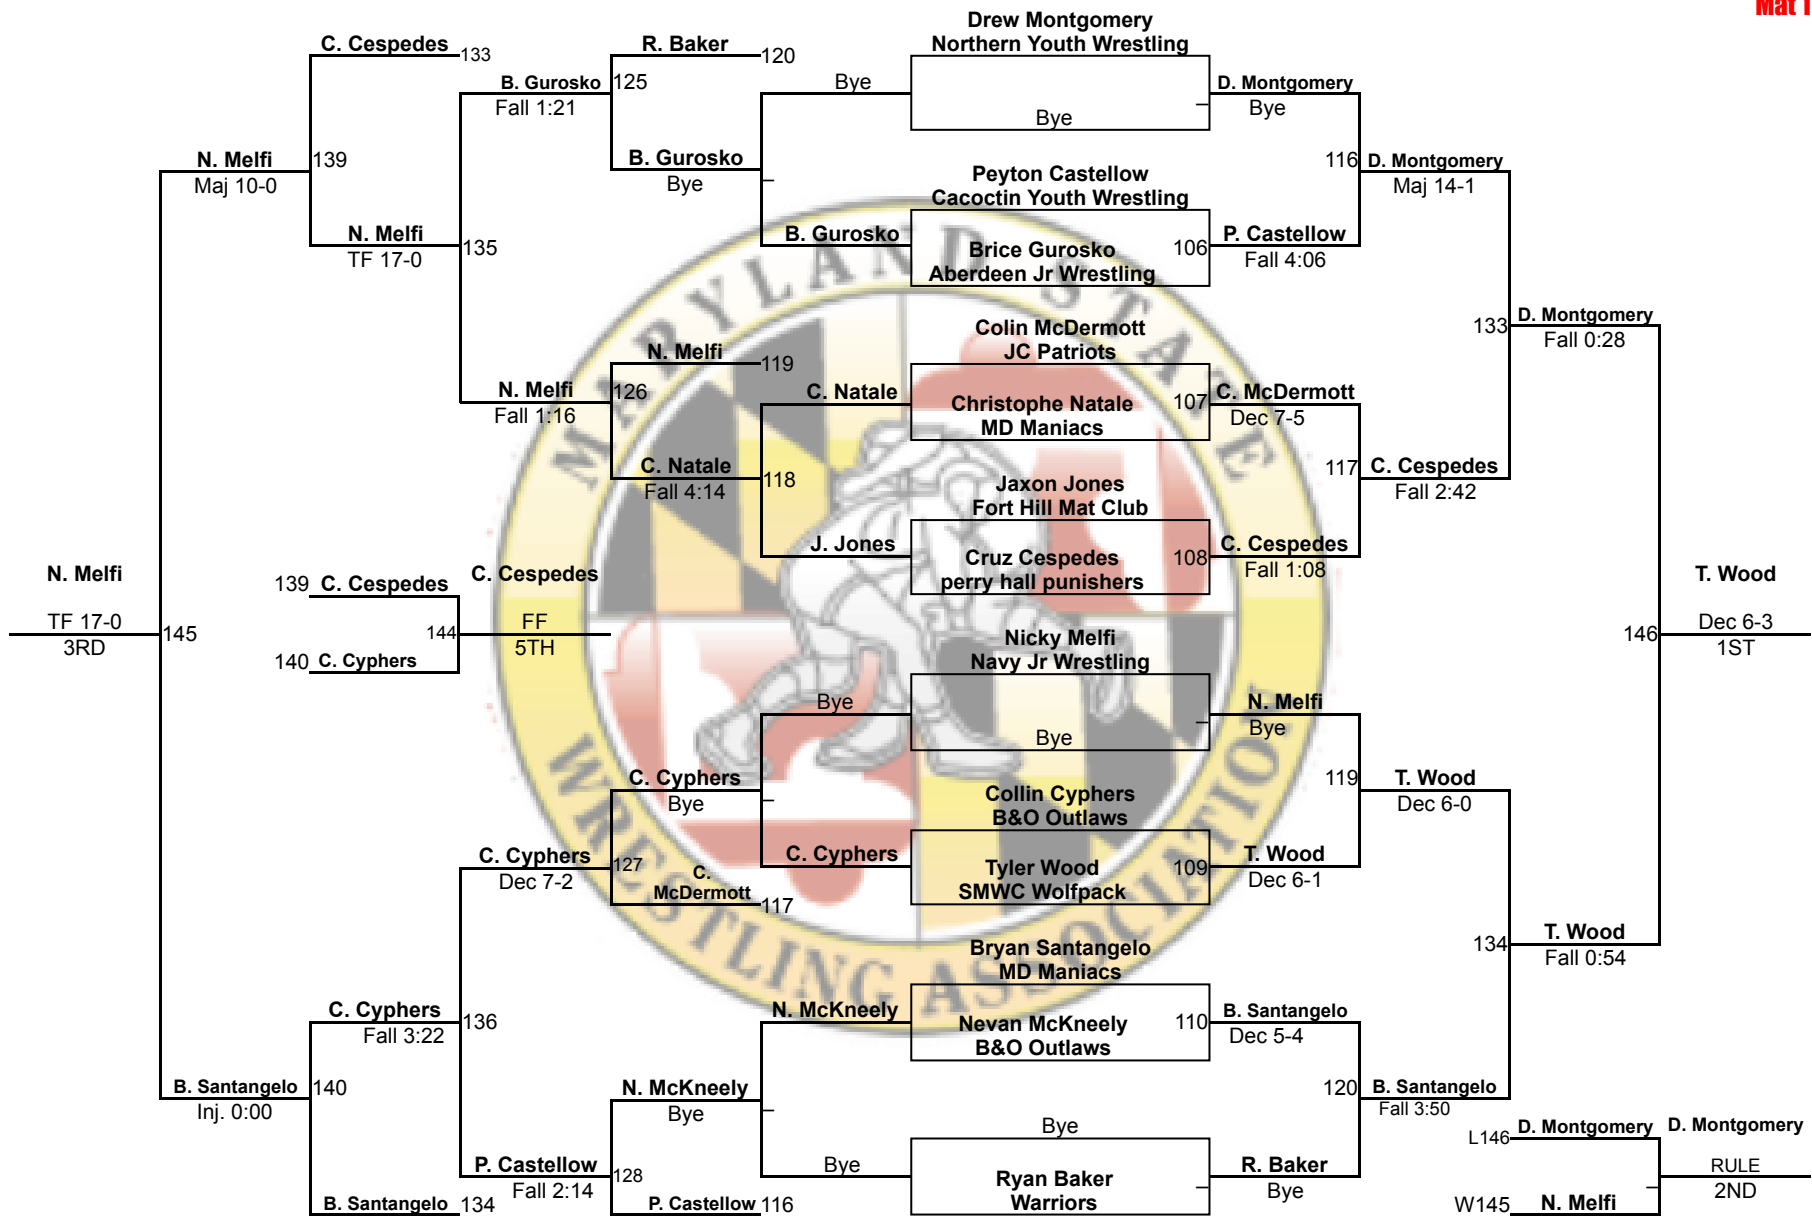 Mat 1
Drew Montgomery
Northern Youth Wrestling
C. Cespedes
133
R. Baker
120
B. Gurosko
125
Fall 1:21
Bye
D. Montgomery
Bye
Bye
N. Melfi
139
Maj 10-0
B. Gurosko
Bye
116
D. Montgomery
Maj 14-1
Peyton Castellow
Cacoctin Youth Wrestling
N. Melfi
TF 17-0
135
B. Gurosko
Brice Gurosko
Aberdeen Jr Wrestling
106
P. Castellow
Fall 4:06
Colin McDermott
JC Patriots
133
D. Montgomery
Fall 0:28
N. Melfi
119
N. Melfi
126
Fall 1:16
C. Natale
Christophe Natale
MD Maniacs
107
C. McDermott
Dec 7-5
C. Natale
118
Fall 4:14
117
C. Cespedes
Fall 2:42
Jaxon Jones
Fort Hill Mat Club
J. Jones
Cruz Cespedes
perry hall punishers
108
C. Cespedes
Fall 1:08
N. Melfi
TF 17-0
3RD
145
139
C. Cespedes
140
C. Cyphers
144
C. Cespedes
FF
5TH
T. Wood
146
Dec 6-3
1ST
Nicky Melfi
Navy Jr Wrestling
Bye
Bye
N. Melfi
Bye
C. Cyphers
Bye
119
T. Wood
Dec 6-0
Collin Cyphers
B&O Outlaws
C. Cyphers
Dec 7-2
127
C.
McDermott
117
C. Cyphers
Tyler Wood
SMWC Wolfpack
109
T. Wood
Dec 6-1
134
T. Wood
Fall 0:54
Bryan Santangelo
MD Maniacs
C. Cyphers
Fall 3:22
136
N. McKneely
Nevan McKneely
B&O Outlaws
110
B. Santangelo
Dec 5-4
B. Santangelo
Inj. 0:00
140
N. McKneely
Bye
120
B. Santangelo
Fall 3:50
Bye
Bye
Ryan Baker
Warriors
R. Baker
Bye
P. Castellow
128
Fall 2:14
B. Santangelo
134
P. Castellow
116
L146
D. Montgomery
D. Montgomery
RULE
2ND
W145
N. Melfi
MARYLAND STATE
WRESTLING ASSOCIATION